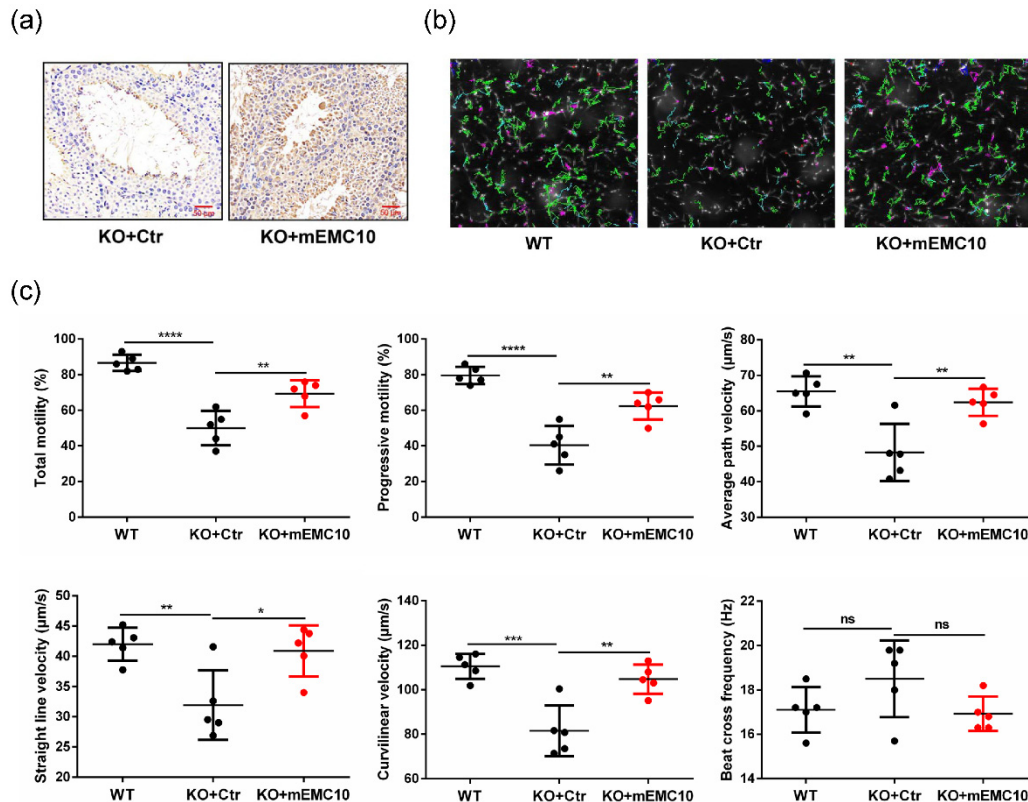 (a)
(b)
50 μm
50 μm
KO+Ctr
KO+mEMC10
WT
KO+Ctr
KO+mEMC10
(c)
Total motility (%)
100
80
60
40
20
0
****
**
WT
KO+Ctr
KO+mEMC10
Progressive motility (%)
100
80
60
40
20
0
****
**
WT
KO+Ctr
KO+mEMC10
Average path velocity (μm/s)
80
70
60
50
40
30
**
**
WT
KO+Ctr
KO+mEMC10
Straight line velocity (μm/s)
50
45
40
35
30
25
20
**
*
WT
KO+Ctr
KO+mEMC10
Curvilinear velocity (μm/s)
140
120
100
80
60
***
**
WT
KO+Ctr
KO+mEMC10
Beat cross frequency (Hz)
22
20
18
16
14
ns
ns
WT
KO+Ctr
KO+mEMC10